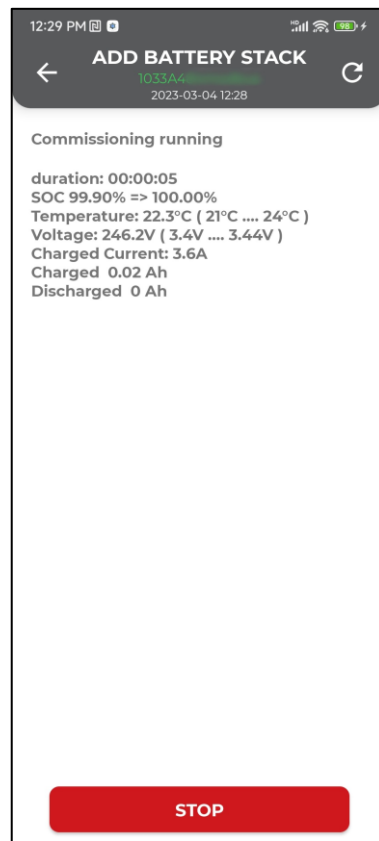 12:29 PM
98
ADD BATTERY STACK
1033A4
2023-03-04 12:28
Commissioning running
duration: 00:00:05
SOC 99.90% => 100.00%
Temperature: 22.3°C ( 21°C .... 24°C )
Voltage: 246.2V ( 3.4V .... 3.44V )
Charged Current: 3.6A
Charged  0.02 Ah
Discharged  0 Ah
STOP